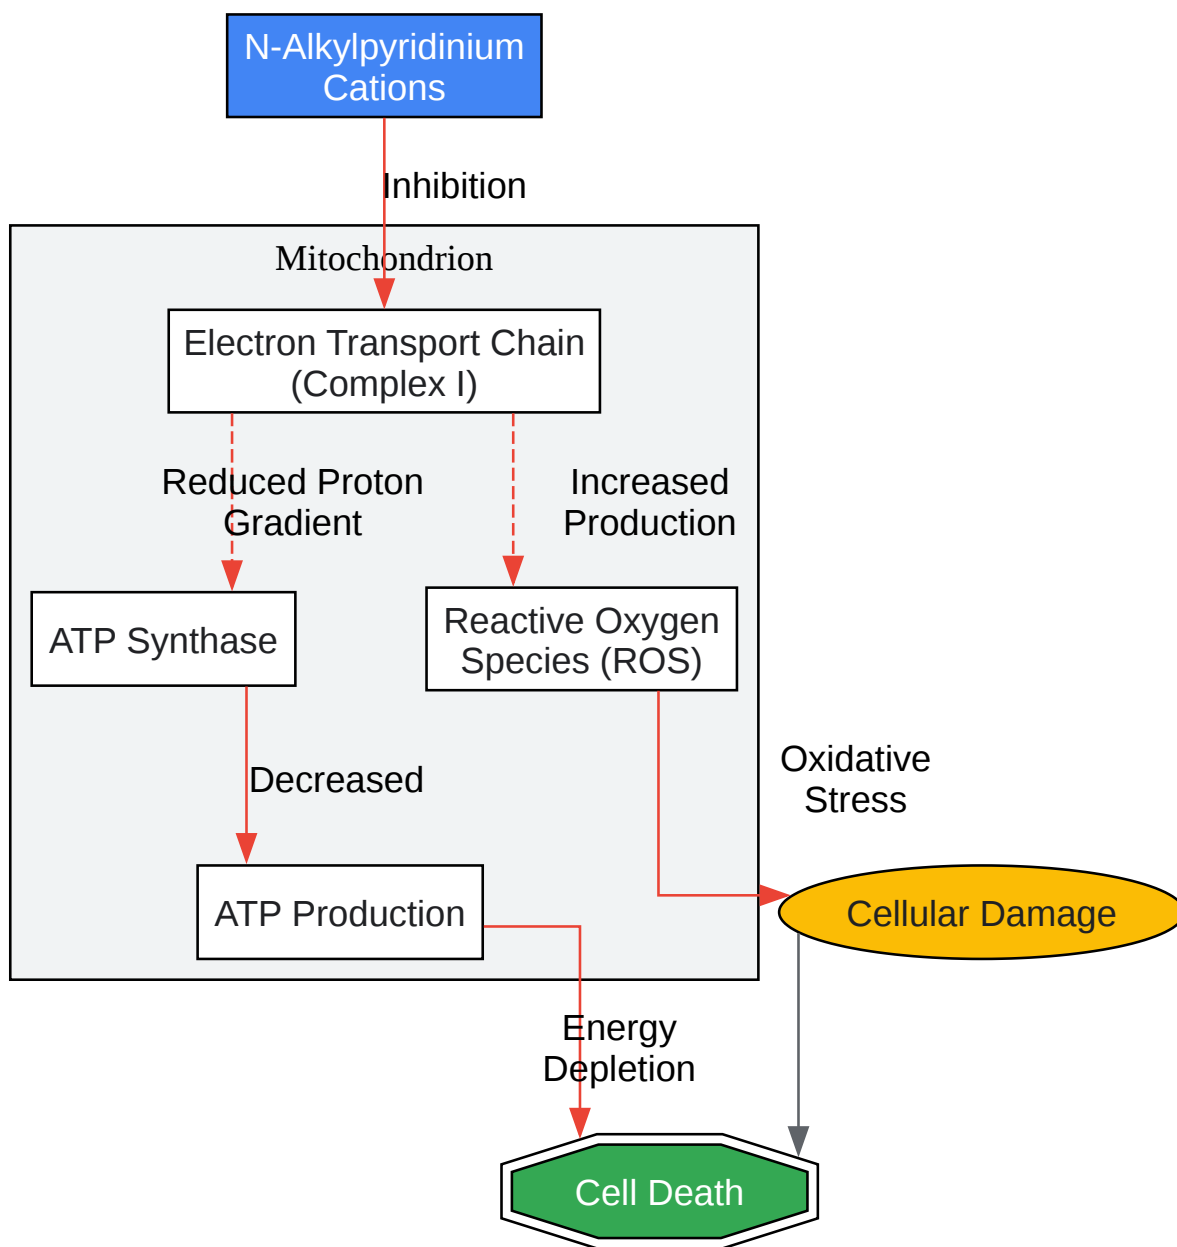 N-Alkylpyridinium
Cations
Inhibition
Mitochondrion
Electron Transport Chain
(Complex I)
Reduced Proton
Gradient
Increased
Production
ATP Synthase
Reactive Oxygen
Species (ROS)
Decreased
Oxidative
Stress
ATP Production
Cellular Damage
Energy
Depletion
Cell Death